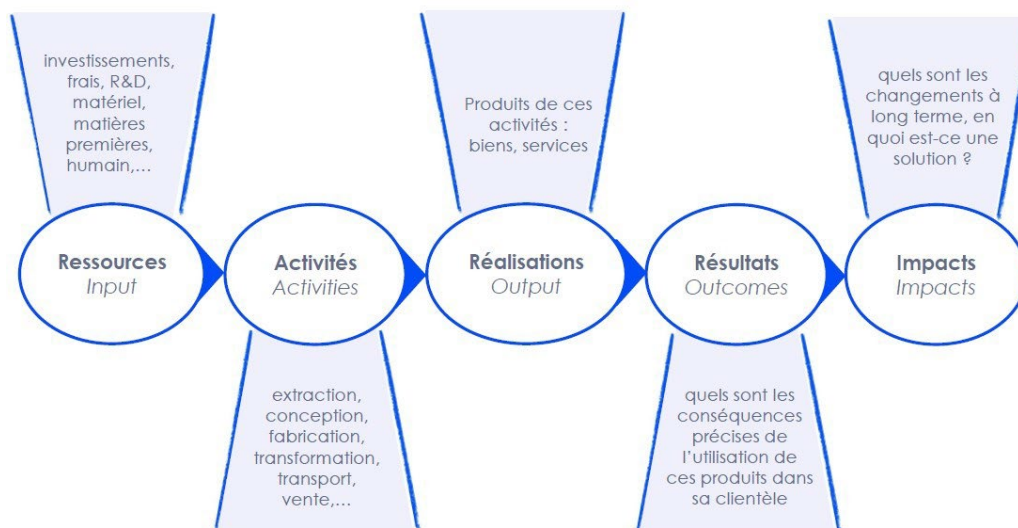 investissements,
frais, R&D,
matériel,
matières
premières,
humain,...
Produits de ces
activités :
biens, services
quels sont les
changements à
long terme, en
quoi est-ce une
solution ?
Ressources
Input
Activités
Activities
Réalisations
Output
Résultats
Outcomes
Impacts
Impacts
extraction,
conception,
fabrication,
transformation,
transport,
vente,...
quels sont les
conséquences
précises de
l'utilisation de
ces produits dans
sa clientèle